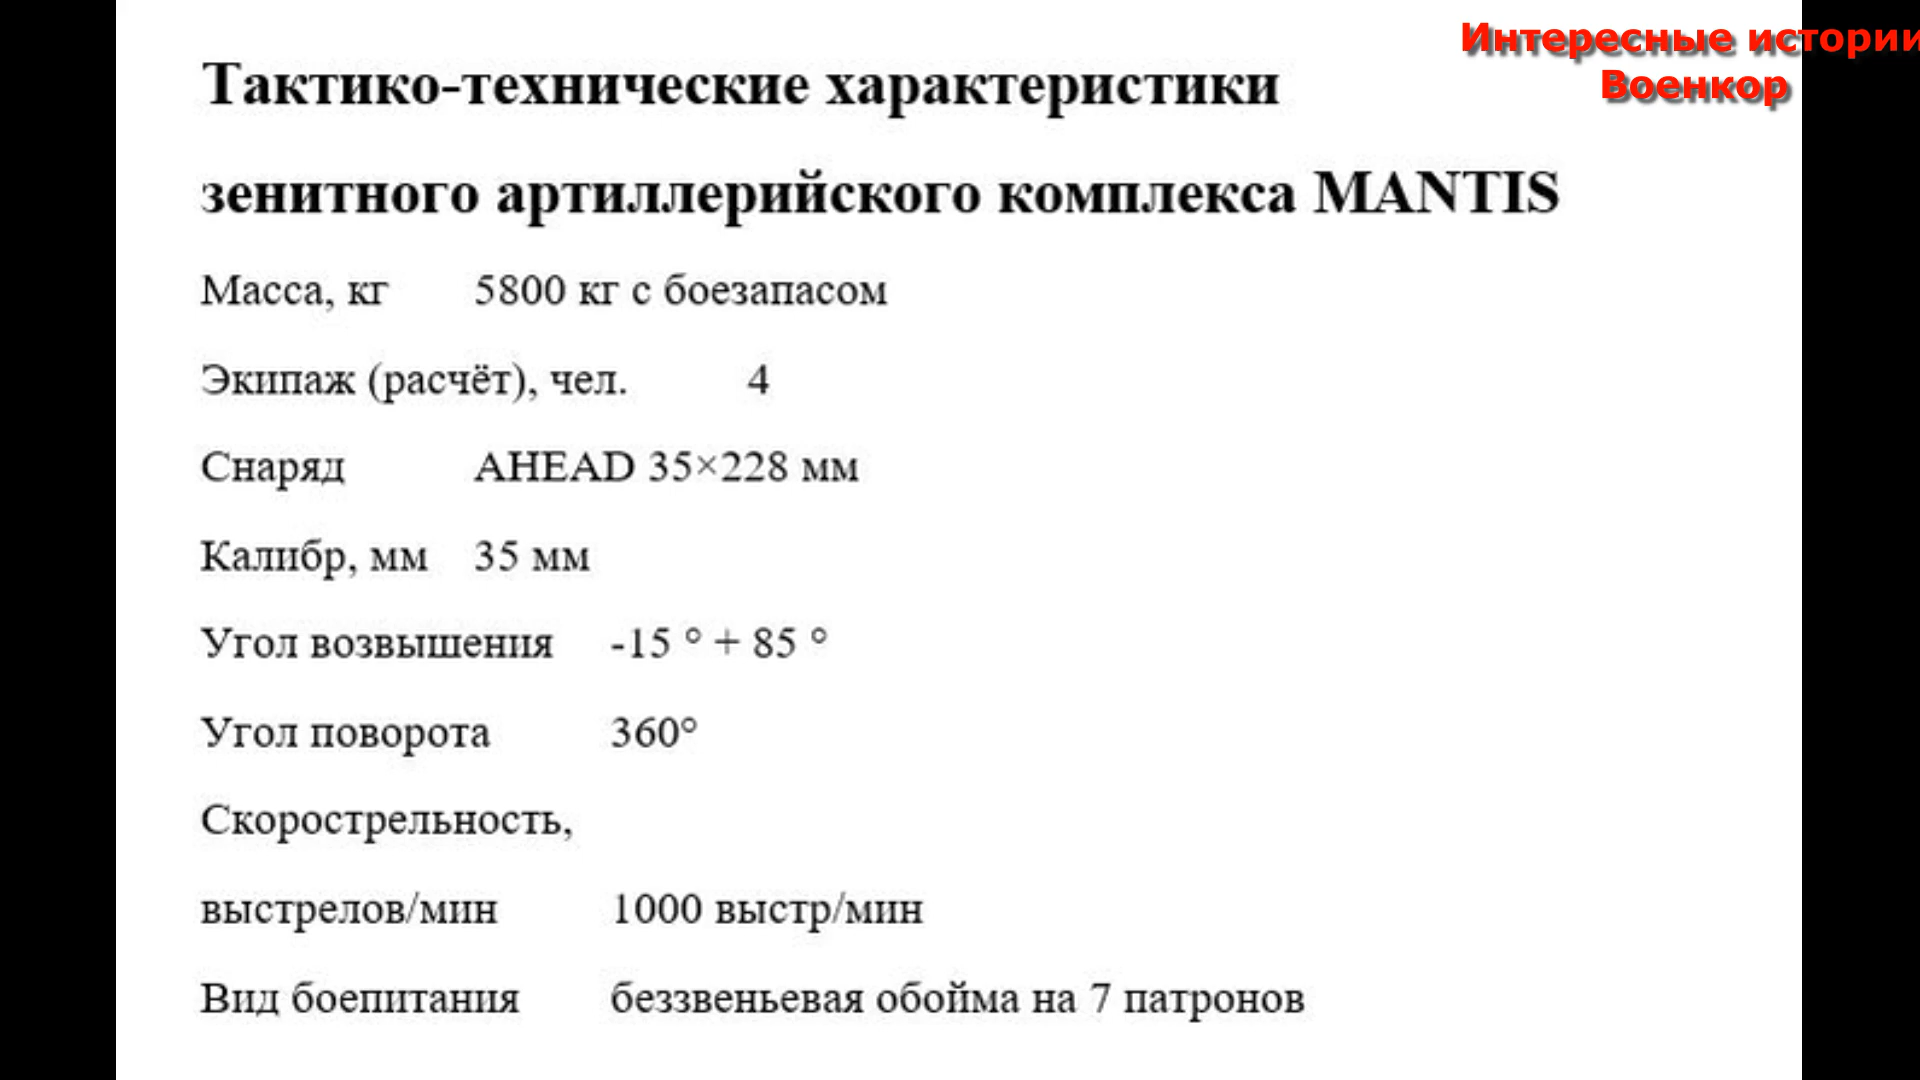 Интересные истории
Военкор
Тактико-технические характеристики
зенитного артиллерийского комплекса MANTIS
Масса, кг 5800 кг с боезапасом
Экипаж (расчёт), чел. 4
Снаряд AHEAD 35×228 мм
Калибр, мм 35 мм
Угол возвышения -15 ° + 85 °
Угол поворота 360°
Скорострельность,
выстрелов/мин 1000 выстр/мин
Вид боепитания беззвеньевая обойма на 7 патронов